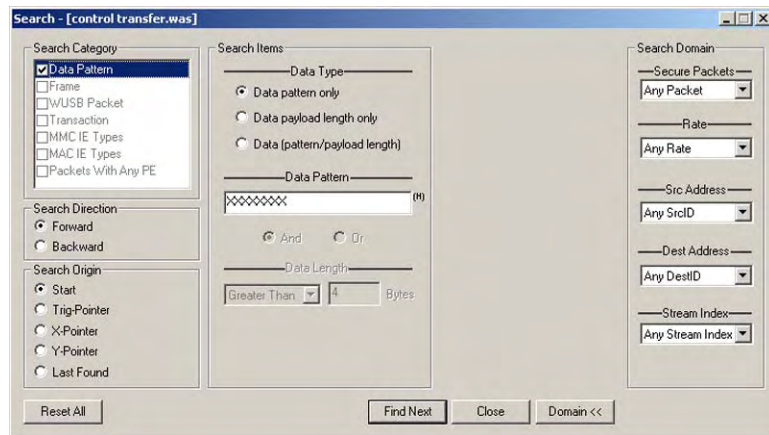 Search - [control transfer.was]
Search Category
Data Pattern
Frame
WUSB Packet
Transaction
MMC IE Types
MAC IE Types
Packets With Any PE
Search Direction
Forward
Backward
Search Origin
Start
Trig-Pointer
X-Pointer
Y-Pointer
Last Found
Search Items
Data Type
Data pattern only
Data payload length only
Data (pattern/payload length)
Data Pattern
XXXXXXXX (H)
And Or
Data Length
Greater Than 4 Bytes
Search Domain
Secure Packets
Any Packet
Rate
Any Rate
Src Address
Any SrcID
Dest Address
Any DestID
Stream Index
Any Stream Index
Reset All Find Next Close Domain <<